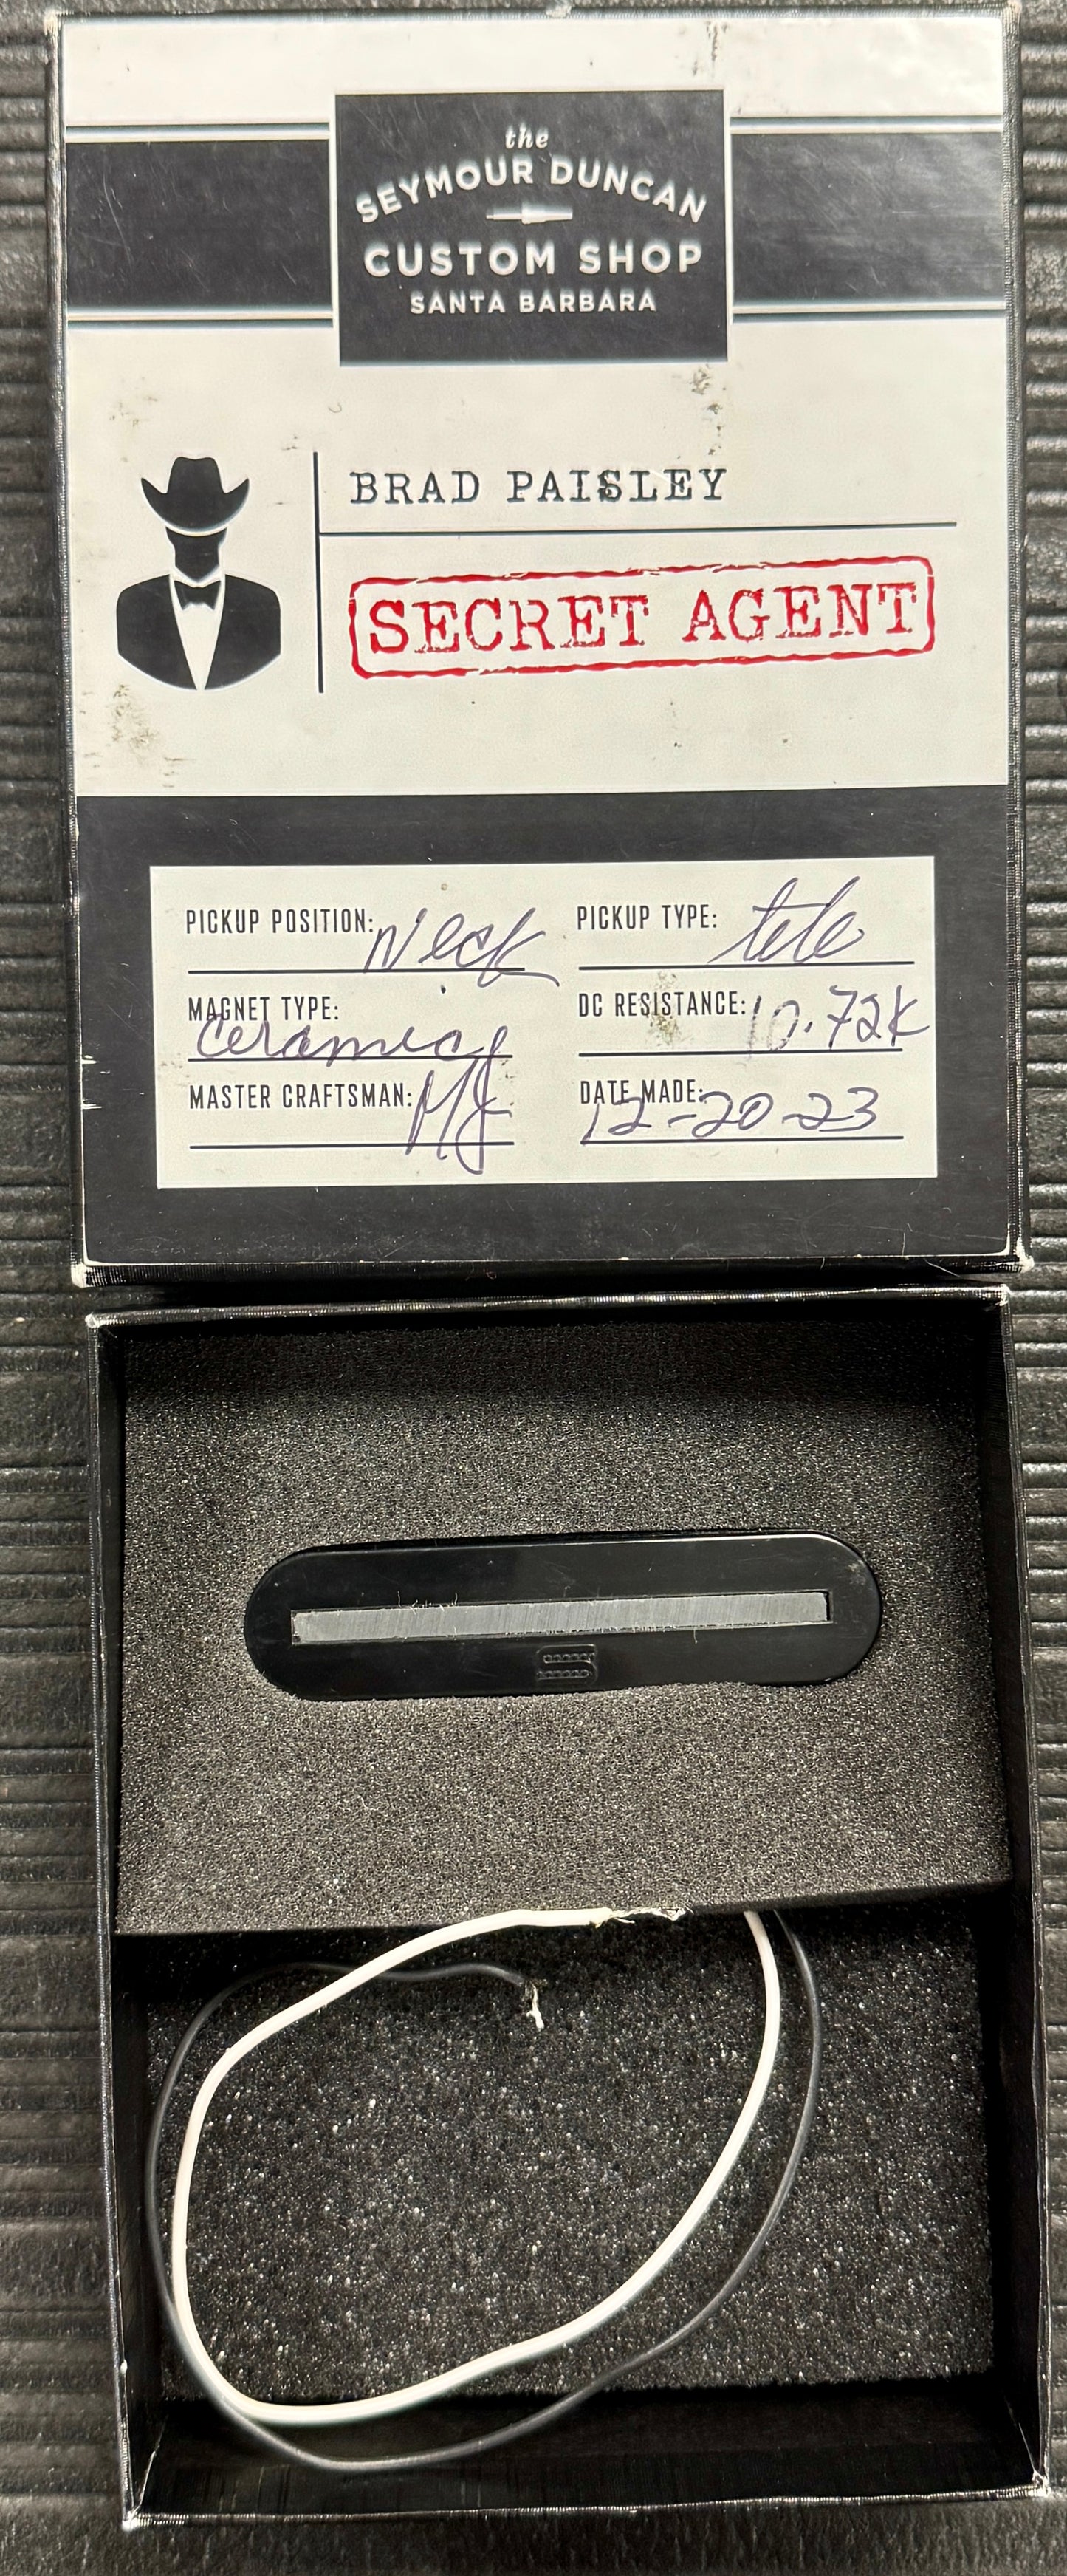 the
SEYMOUR DUNCAN
CUSTOM SHOP
SANTA BARBARA
BRAD PAISLEY
SECRET AGENT
PICKUP POSITION: Neck PICKUP TYPE: tele
MAGNET TYPE: Ceramic DC RESISTANCE: 10.72K
MASTER CRAFTSMAN: MJ DATE MADE: 12-20-23